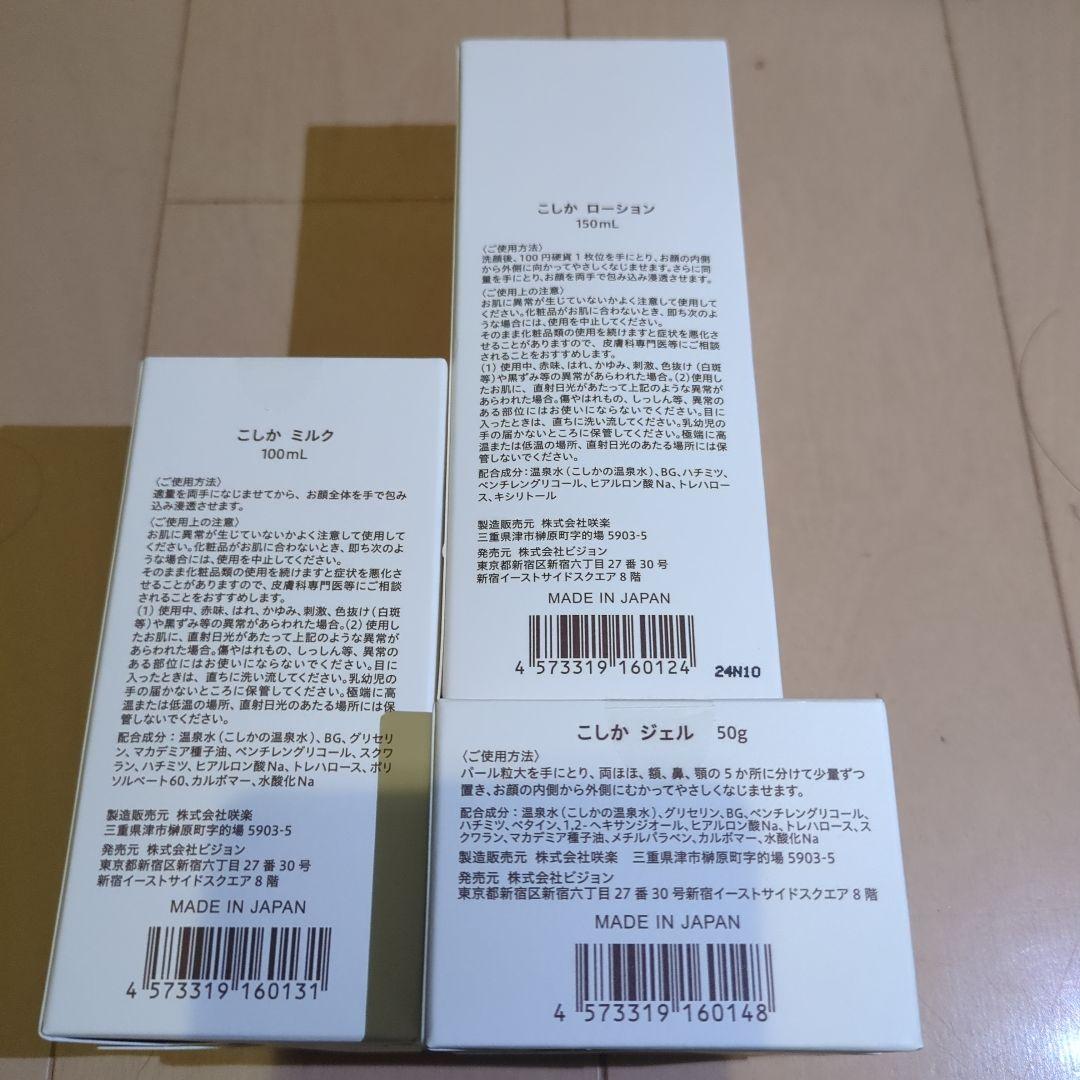 こしか ローション
150mL
〈ご使用方法〉
洗顔後、100円硬貨1枚位を手にとり、お顔の内側
から外側に向かってやさしくなじませます。さらに同
量を手にとり、お顔を両手で包み込み浸透させます。
〈ご使用上の注意〉
お肌に異常が生じていないかよく注意して使用して
ください。化粧品がお肌に合わないとき、即ち次のよ
うな場合には、使用を中止してください。
そのまま化粧品類の使用を続けますと症状を悪化さ
せることがありますので、皮膚科専門医等にご相談
されることをおすすめします。
(1) 使用中、赤味、はれ、かゆみ、刺激、色抜け(白斑
等)や黒ずみ等の異常があらわれた場合。(2)使用し
たお肌に、直射日光があたって上記のような異常が
あらわれた場合。傷やはれもの、しっしん等、異常の
ある部位にはお使いにならないでください。目に
入ったときは、直ちに洗い流してください。乳幼児の
手の届かないところに保管してください。極端に高
温または低温の場所、直射日光のあたる場所には保
管しないでください。
配合成分:温泉水(こしかの温泉水)、BG、ハチミツ、
ペンチレングリコール、ヒアルロン酸Na、トレハロー
ス、キシリトール
製造販売元 株式会社咲楽
三重県津市榊原町字的場 5903-5
発売元 株式会社ビジョン
東京都新宿区新宿六丁目27番30号
新宿イーストサイドスクエア8階
MADE IN JAPAN
4 573319 160124
24N10
こしか ミルク
100mL
〈ご使用方法〉
適量を両手になじませてから、お顔全体を手で包み
込み浸透させます。
〈ご使用上の注意〉
お肌に異常が生じていないかよく注意して使用して
ください。化粧品がお肌に合わないとき、即ち次のよ
うな場合には、使用を中止してください。
そのまま化粧品類の使用を続けますと症状を悪化さ
せることがありますので、皮膚科専門医等にご相談
されることをおすすめします。
(1) 使用中、赤味、はれ、かゆみ、刺激、色抜け(白斑
等)や黒ずみ等の異常があらわれた場合。(2) 使用し
たお肌に、直射日光があたって上記のような異常が
あらわれた場合。傷やはれもの、しっしん等、異常の
ある部位にはお使いにならないでください。目に
入ったときは、直ちに洗い流してください。乳幼児の
手の届かないところに保管してください。極端に高
温または低温の場所、直射日光のあたる場所には保
管しないでください。
配合成分:温泉水(こしかの温泉水)、BG、グリセリ
ン、マカデミア種子油、ペンチレングリコール、スクワ
ラン、ハチミツ、ヒアルロン酸Na、トレハロース、ポリ
ソルベート60、カルボマー、水酸化Na
製造販売元 株式会社咲楽
三重県津市榊原町字的場 5903-5
発売元 株式会社ビジョン
東京都新宿区新宿六丁目27番30号
新宿イーストサイドスクエア8階
MADE IN JAPAN
4 573319 160131
こしか ジェル 50g
〈ご使用方法〉
パール粒大を手にとり、両ほほ、額、鼻、顎の5か所に分けて少量ずつ
置き、お顔の内側から外側にむかってやさしくなじませます。
配合成分:温泉水(こしかの温泉水)、グリセリン、BG、ペンチレングリコール、
ハチミツ、ベタイン、1,2-ヘキサンジオール、ヒアルロン酸Na、トレハロース、ス
クワラン、マカデミア種子油、メチルパラベン、カルボマー、水酸化Na
製造販売元 株式会社咲楽 三重県津市榊原町字的場 5903-5
発売元 株式会社ビジョン
東京都新宿区新宿六丁目27番30号新宿イーストサイドスクエア8階
MADE IN JAPAN
4 573319 160148